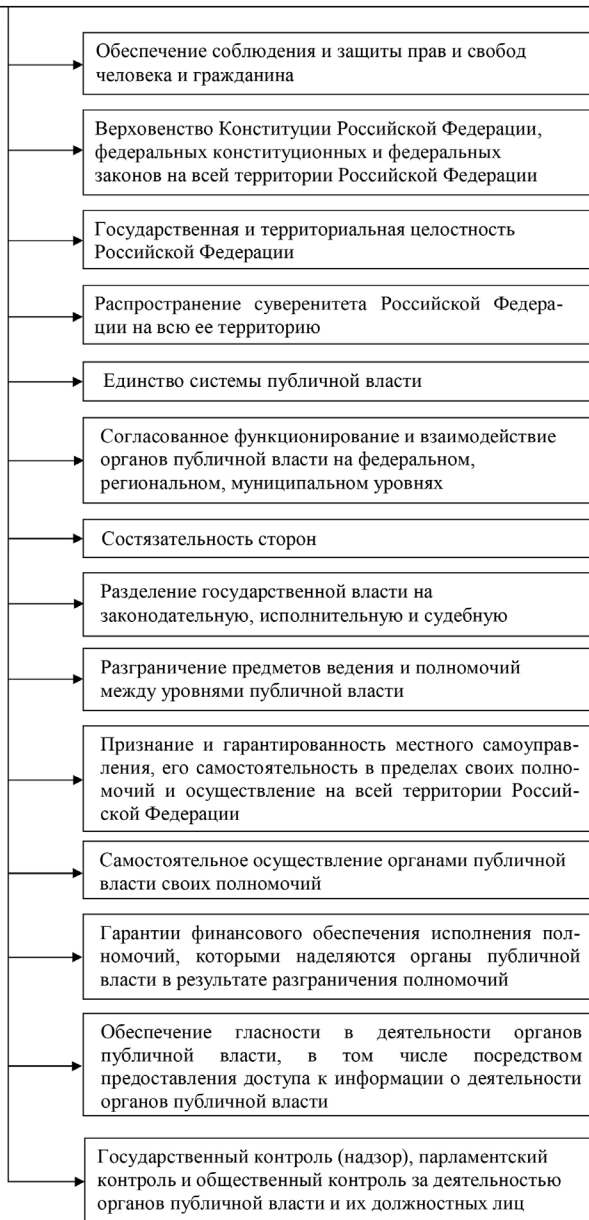 Обеспечение соблюдения и защиты прав и свобод
человека и гражданина
Верховенство Конституции Российской Федерации,
федеральных конституционных и федеральных
законов на всей территории Российской Федерации
Государственная и территориальная целостность
Российской Федерации
Распространение суверенитета Российской Федера-
ции на всю ее территорию
Единство системы публичной власти
Согласованное функционирование и взаимодействие
органов публичной власти на федеральном,
региональном, муниципальном уровнях
Состязательность сторон
Разделение государственной власти на
законодательную, исполнительную и судебную
Разграничение предметов ведения и полномочий
между уровнями публичной власти
Признание и гарантированность местного самоуправ-
ления, его самостоятельность в пределах своих полно-
мочий и осуществление на всей территории Россий-
ской Федерации
Самостоятельное осуществление органами публичной
власти своих полномочий
Гарантии финансового обеспечения исполнения пол-
номочий, которыми наделяются органы публичной
власти в результате разграничения полномочий
Обеспечение гласности в деятельности органов
публичной власти, в том числе посредством
предоставления доступа к информации о деятельности
органов публичной власти
Государственный контроль (надзор), парламентский
контроль и общественный контроль за деятельностью
органов публичной власти и их должностных лиц